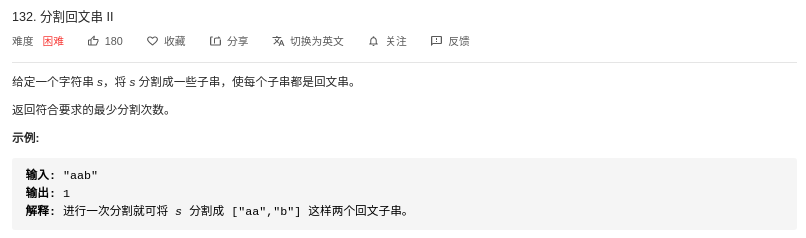 132. 分割回文串 II
难度 困难 180 收藏 分享 切换为英文 关注 反馈
给定一个字符串 s，将 s 分割成一些子串，使每个子串都是回文串。
返回符合要求的最少分割次数。
示例:
输入: "aab"
输出: 1
解释: 进行一次分割就可将 s 分割成 ["aa","b"] 这样两个回文子串。